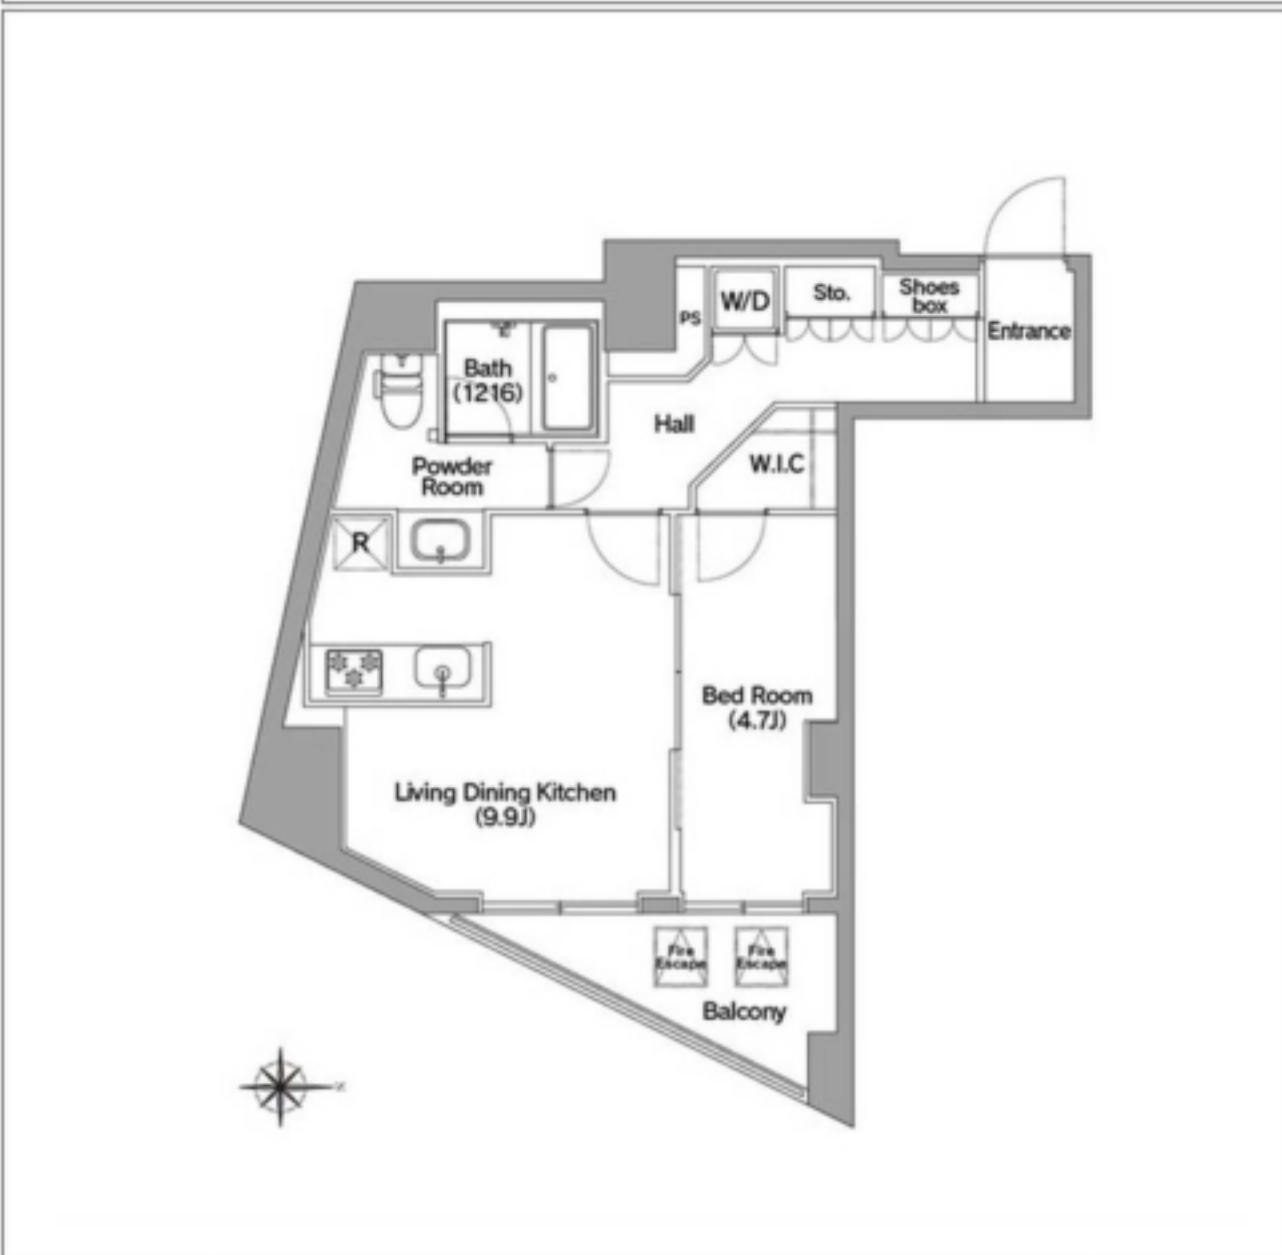 W/D
Sto.
Shoes
box
PS
Entrance
Bath
(1216)
Hall
W.I.C
Powder
Room
R
Bed Room
(4.7J)
Living Dining Kitchen
(9.9J)
Fire
Escape
Fire
Escape
Balcony
N